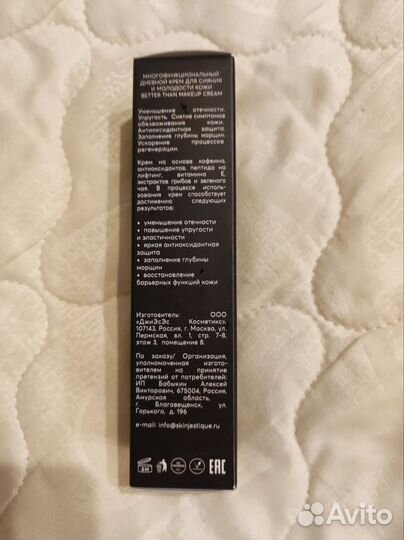 МНОГОФУНКЦИОНАЛЬНЫЙ
ДНЕВНОЙ КРЕМ ДЛЯ СИЯНИЯ
И МОЛОДОСТИ КОЖИ
BETTER THAN MAKEUP CREAM
Уменьшение отечности.
Упругость. Снятие симптомов
обезвоживания кожи.
Антиоксидантная защита.
Заполнение глубины морщин.
Ускорение процессов
регенерации.
Крем на основе кофеина,
антиоксидантов, пептида на
лифтинг, витамина Е,
экстрактов грибов и зеленого
чая. В процессе исполь-
зования крем способствует
достижению следующих
результатов:
• уменьшение отечности
• повышение упругости
и эластичности
• яркая антиоксидантная
защита
• заполнение глубины
морщин
• восстановление
барьерных функций кожи
Изготовитель: ООО
«ДжиЭсЭс Косметикс».
107143, Россия, г. Москва, ул.
Пермская, вл. 1, стр. 7-8,
этаж 3, помещение 8.
По заказу/ Организация,
уполномоченная изгото-
вителем на принятие
претензий от потребителей:
ИП Бабыкин Алексей
Викторович, 675004, Россия,
Амурская область,
г. Благовещенск, ул.
Горького, д. 196
e-mail: info@skinjestique.ru
6M
EAC
Avito